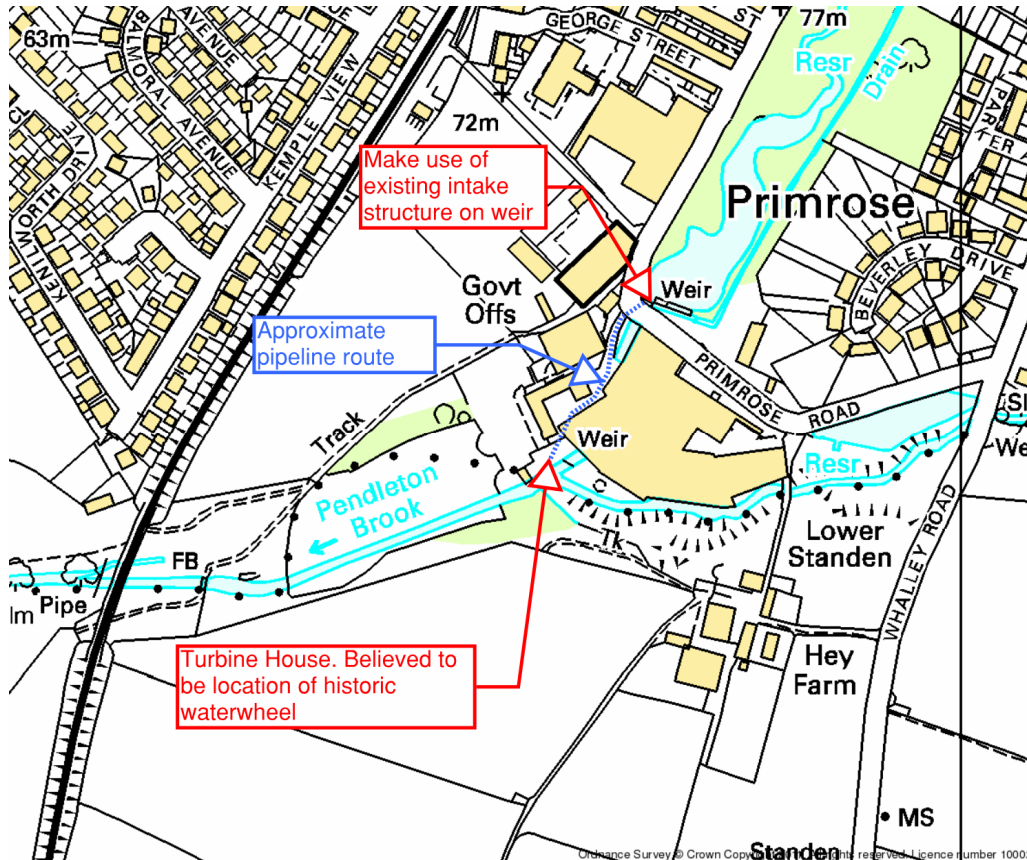 63m
BALMORAL AVENUE
AVENUE
KEMPLE VIEW
KENILWORTH DRIVE
GEORGE STREET
ST
77m
Resr
Drain
PARKER
72m
Make use of
existing intake
structure on weir
Primrose
BEVERLEY DRIVE
Govt
Offs
Weir
Approximate
pipeline route
PRIMROSE
ROAD
Track
Weir
Resr
Pendleton
Brook
Tk
Lower
Standen
WHALLEY ROAD
FB
Pipe
Turbine House. Believed to
be location of historic
waterwheel
Hey
Farm
MS
Standen
Ordnance Survey © Crown Copyright
rights reserved. Licence number 1000